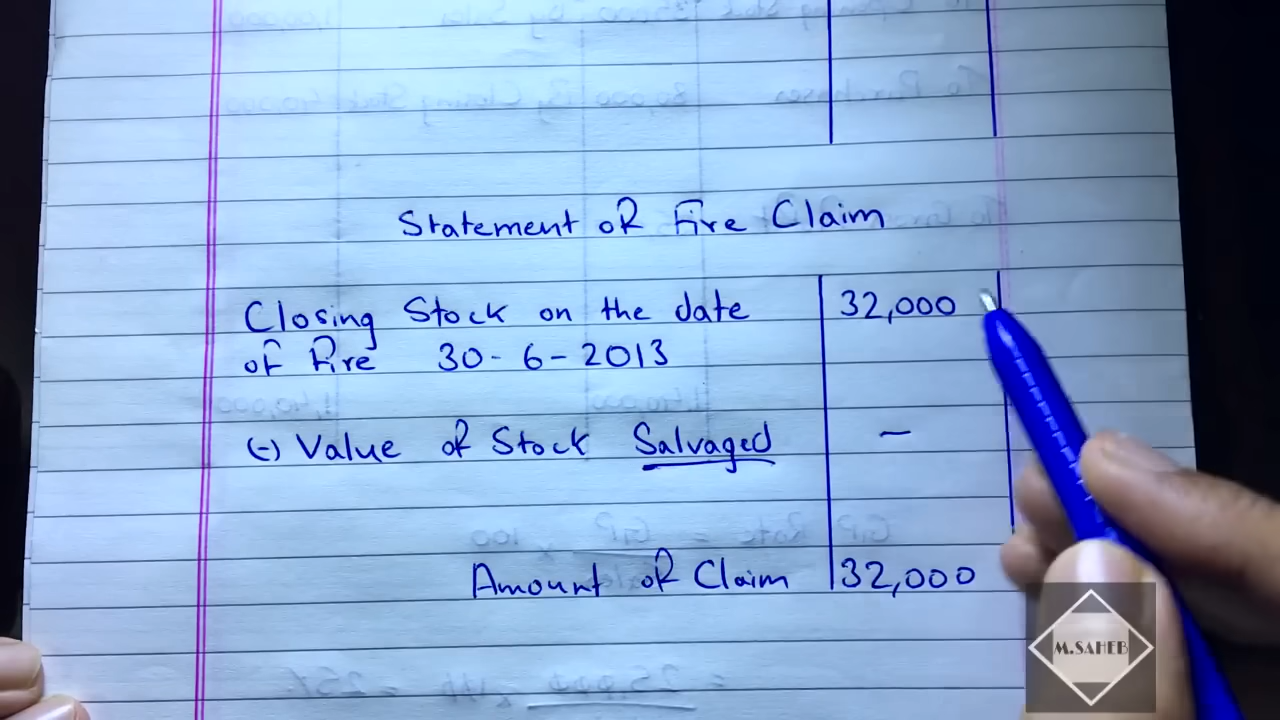 Statement of Fire Claim
Closing Stock on the date 32,000
of Fire 30-6-2013
(-) Value of Stock Salvaged —
Amount of Claim 32,000
M.SAHEB